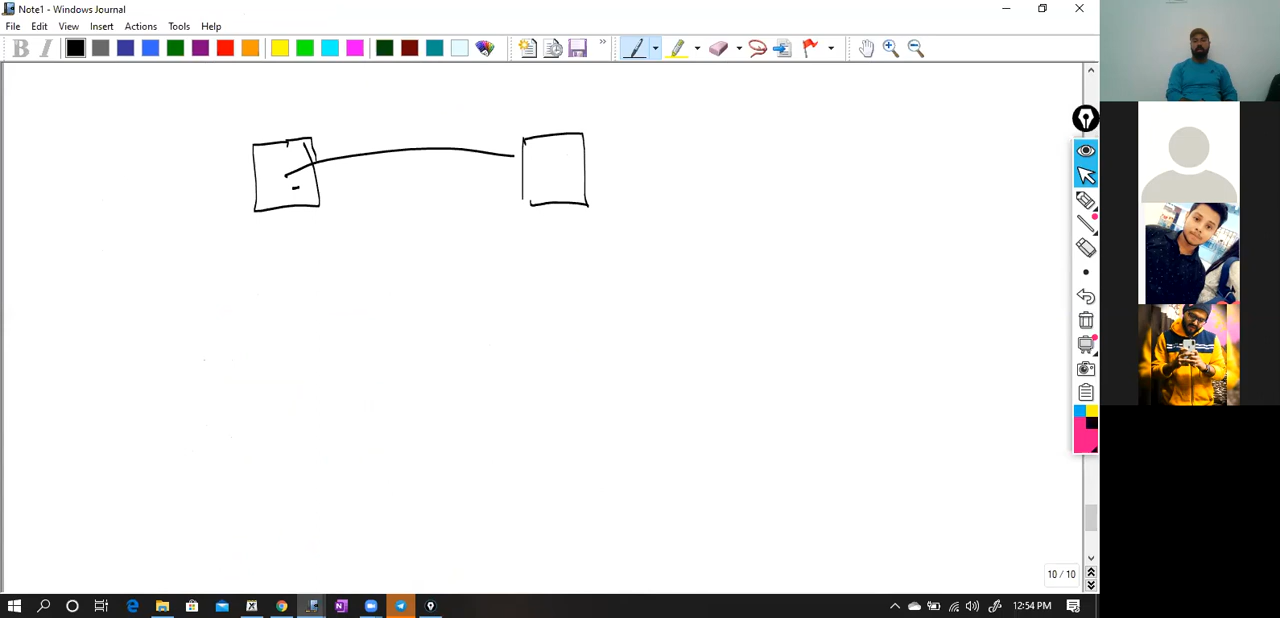 Note1 - Windows Journal
File Edit View Insert Actions Tools Help
B I
10 / 10
12:54 PM